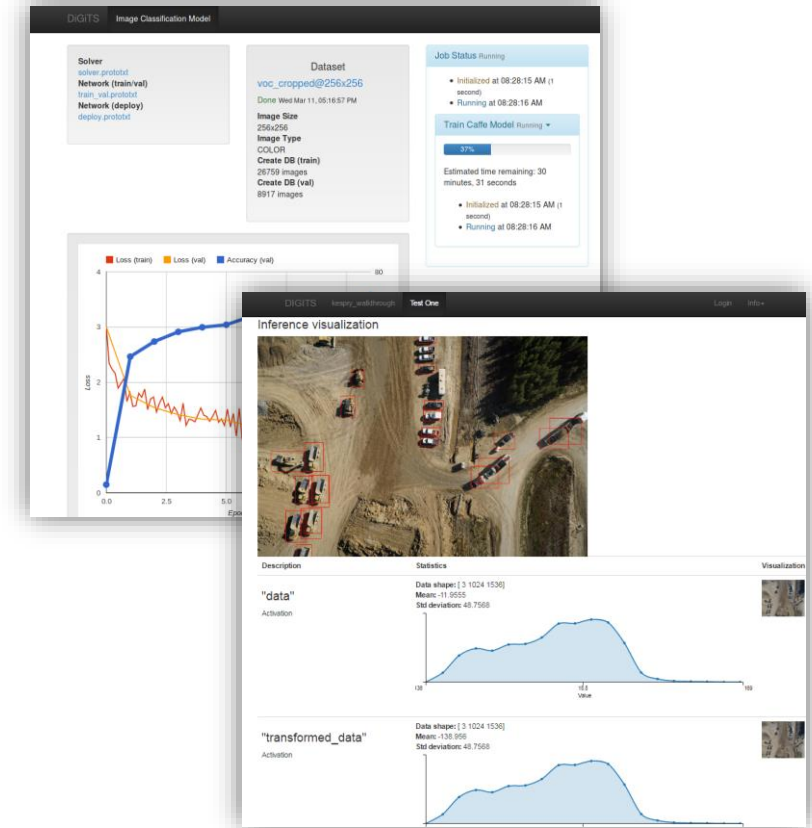 DIGITS Image Classification Model
Solver
solver.prototxt
Network (train/val)
train_val.prototxt
Network (deploy)
deploy.prototxt
Dataset
voc_cropped@256x256
Done Wed Mar 11, 05:16:57 PM
Image Size
256x256
Image Type
COLOR
Create DB (train)
26759 images
Create DB (val)
8917 images
Job Status Running
Initialized at 08:28:15 AM (1
second)
Running at 08:28:16 AM
Train Caffe Model Running
37%
Estimated time remaining: 30
minutes, 31 seconds
Initialized at 08:28:15 AM (1
second)
Running at 08:28:16 AM
Loss (train) Loss (val) Accuracy (val)
4
80
3
2
1
0
Loss
0.0 2.5 5.0
Epo
DIGITS kespry_walkthrough Test One Login Info
Inference visualization
Description Statistics Visualization
"data"
Activation
Data shape: [ 3 1024 1536]
Mean: -11.9555
Std deviation: 48.7568
Value
"transformed_data"
Activation
Data shape: [ 3 1024 1536]
Mean: -138.956
Std deviation: 48.7568